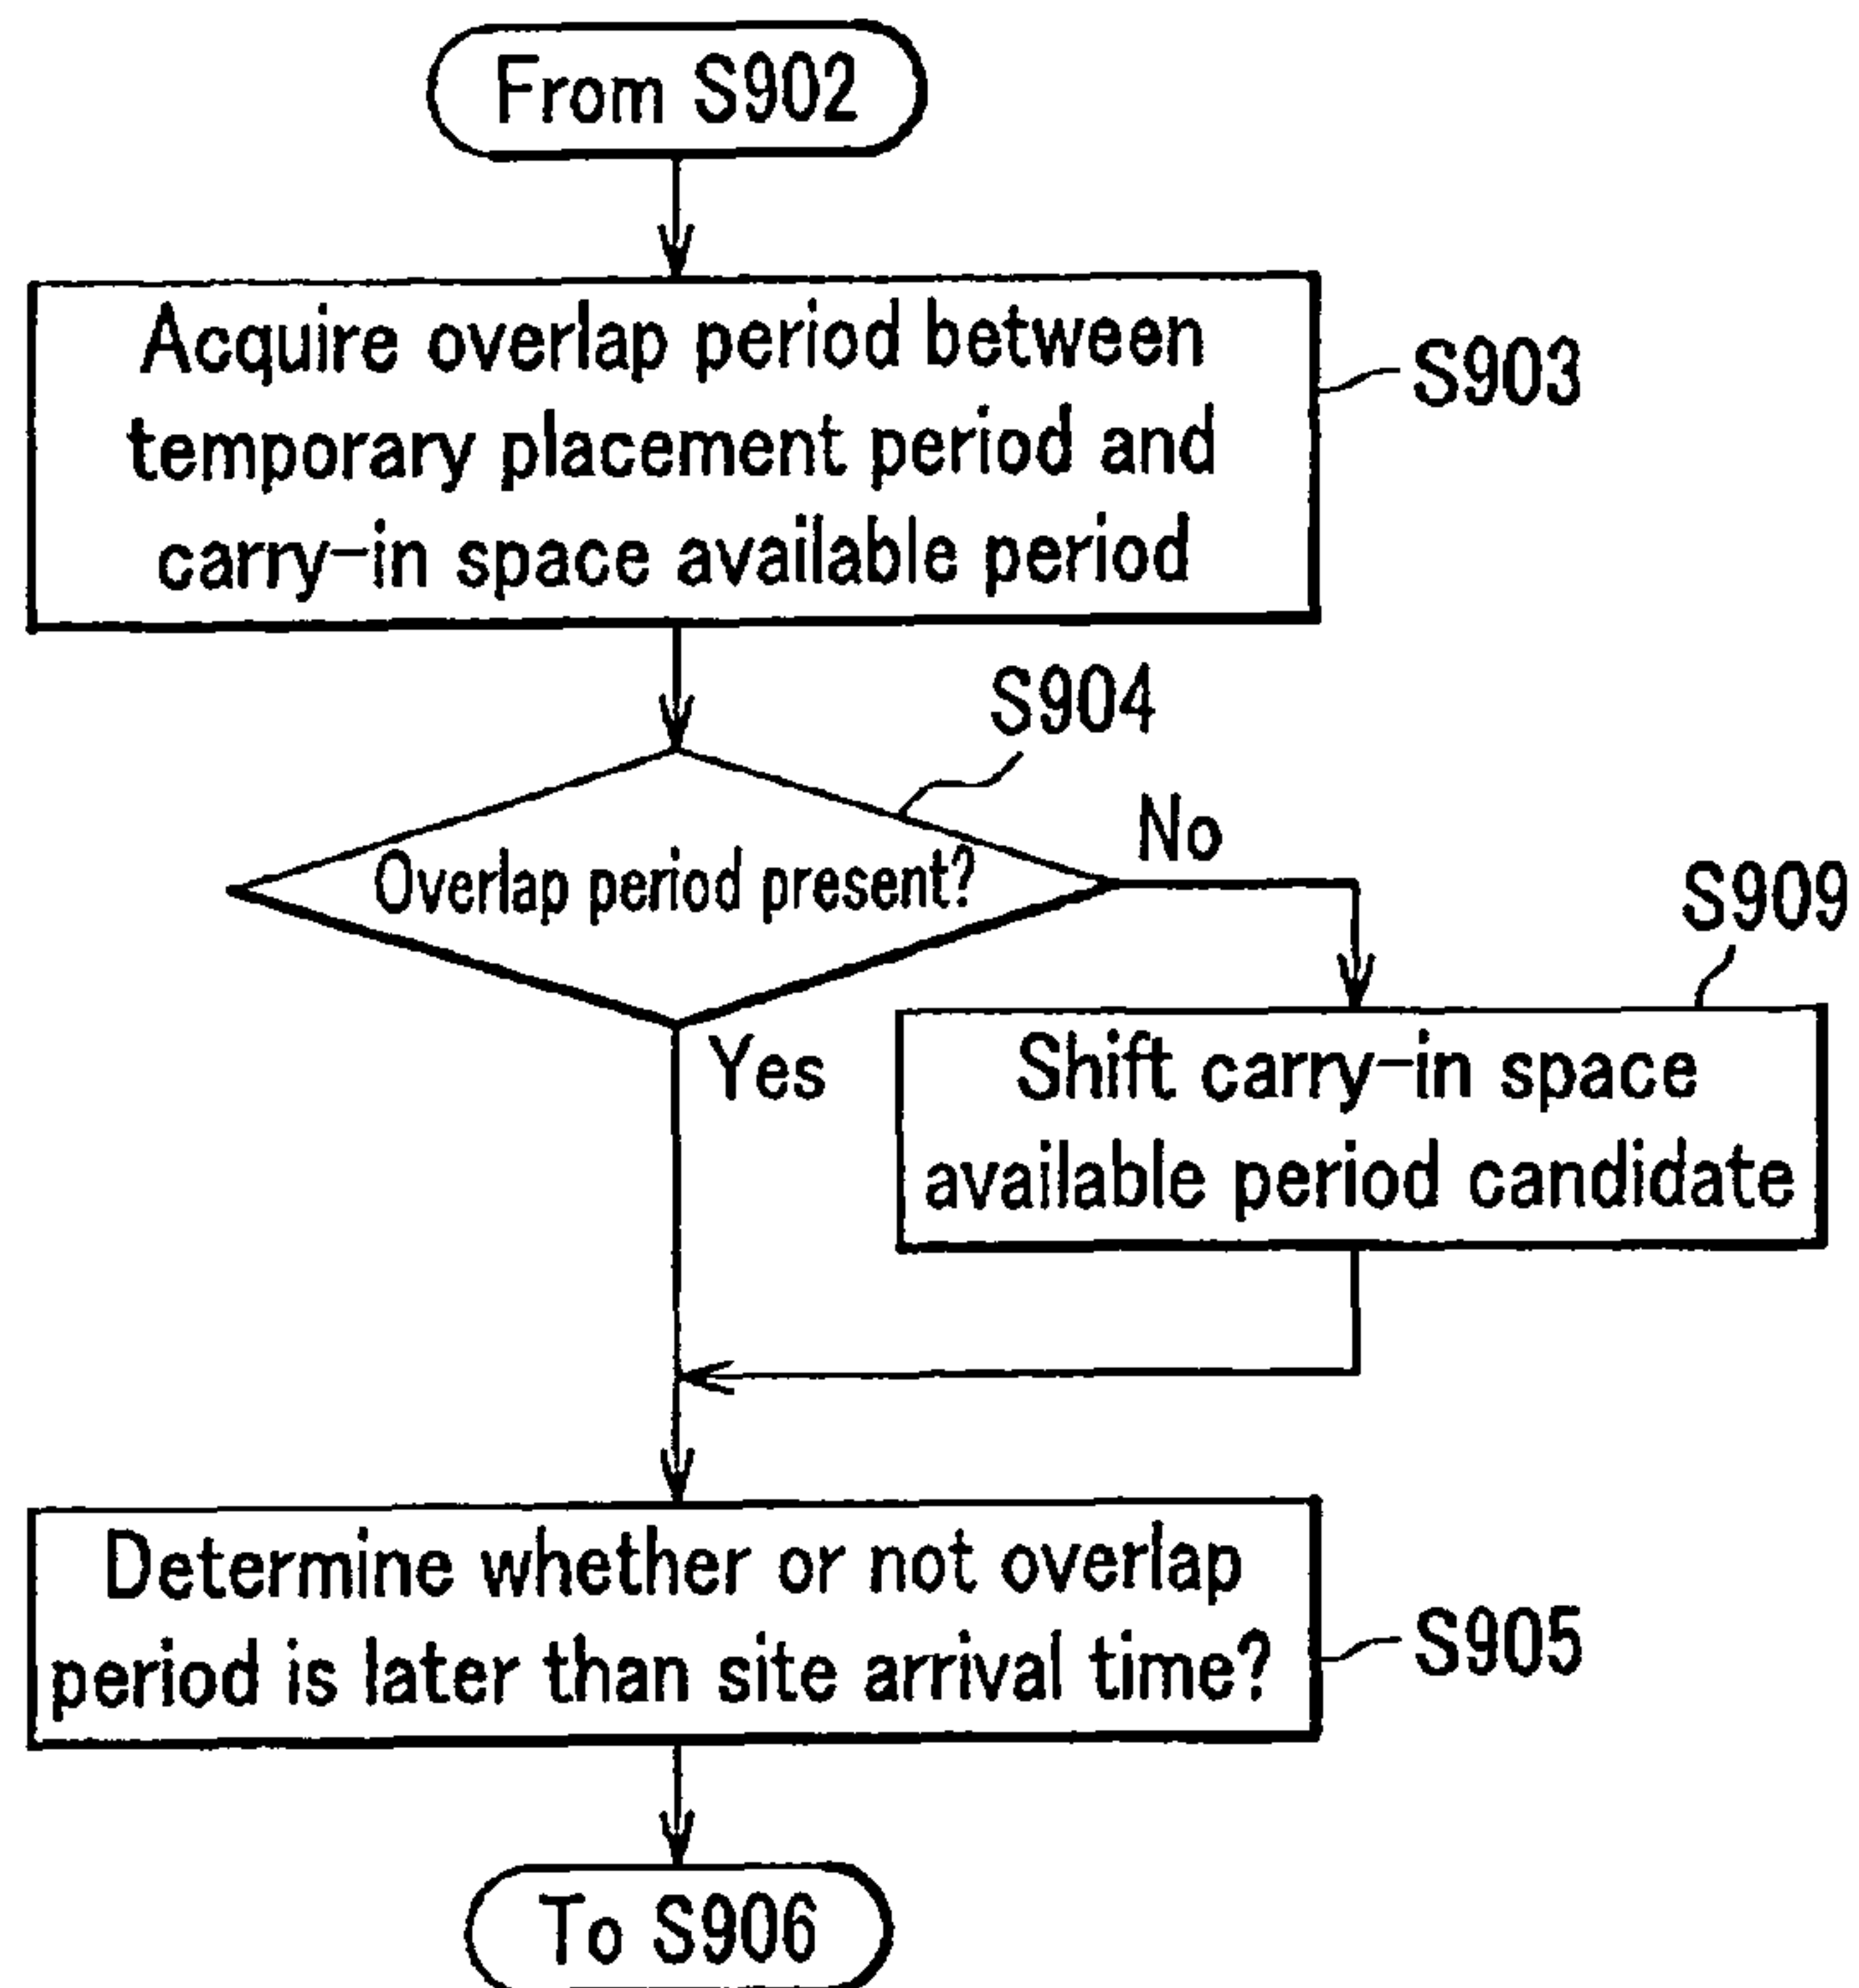 From S902
Acquire overlap period between
temporary placement period and
carry-in space available period
S903
S904
Overlap period present?
No
S909
Yes
Shift carry-in space
available period candidate
Determine whether or not overlap
period is later than site arrival time?
S905
To S906